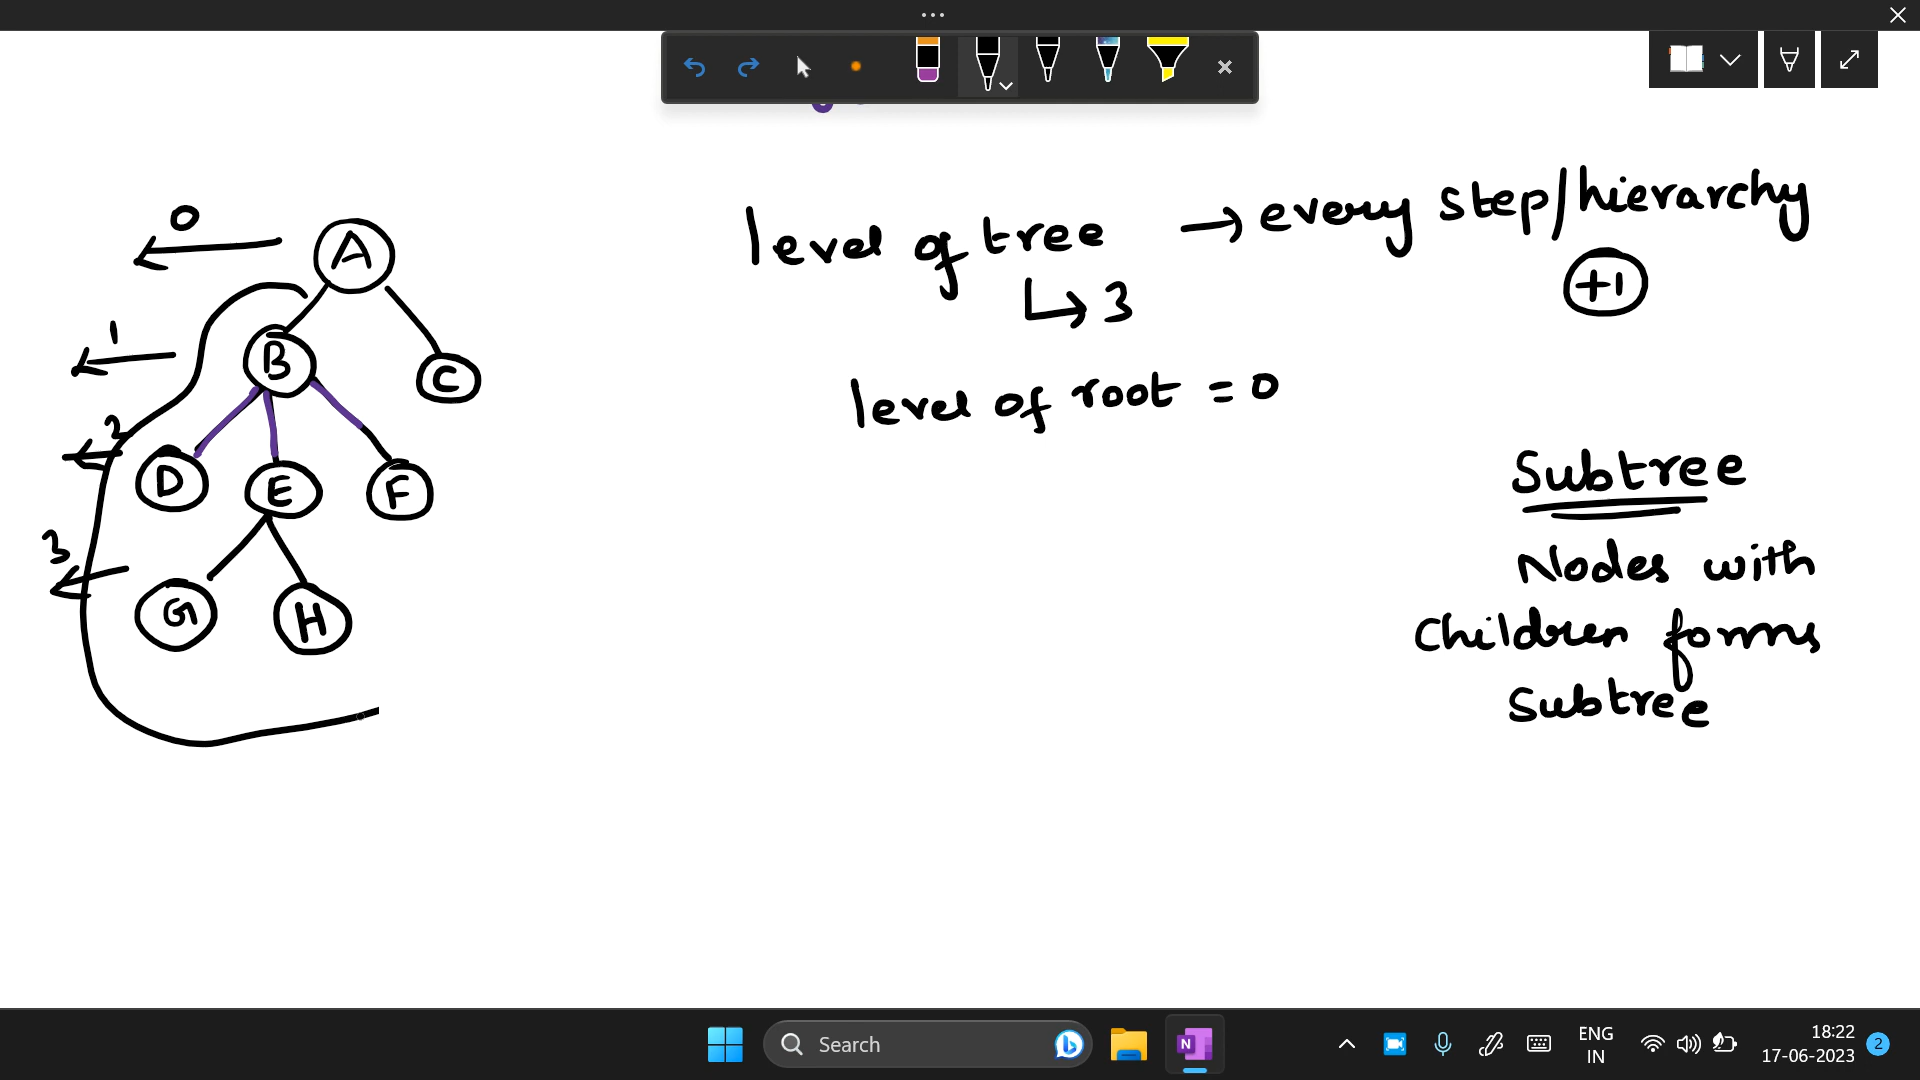 level of tree → every step/hierarchy
↳ 3
+1
level of root = 0
0
A
1
B
C
2
D
E
F
3
G
H
Subtree
Nodes with
Children forms
Subtree
Search
N
ENG
IN
18:22
17-06-2023
2